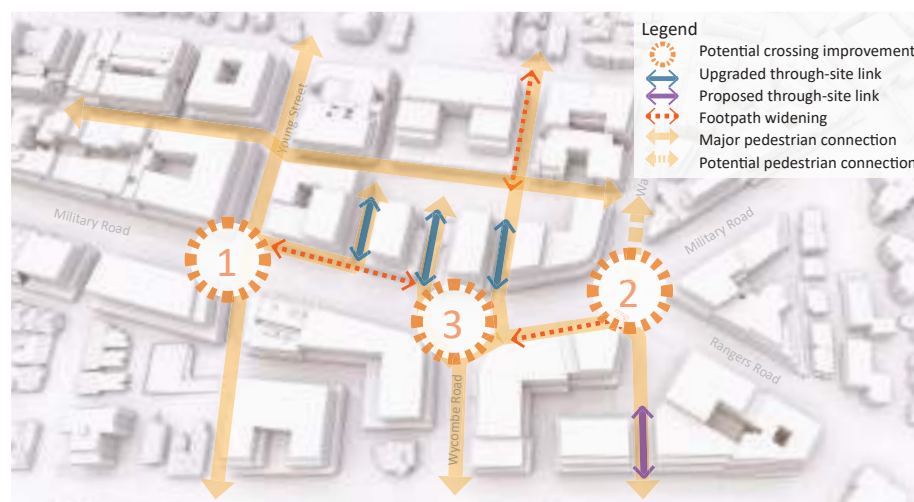 Legend
Potential crossing improvement
Upgraded through-site link
Proposed through-site link
Footpath widening
Major pedestrian connection
Potential pedestrian connection
Young Street
Wa
Military Road
Military Road
1
2
3
Rangers Road
Wycombe Road